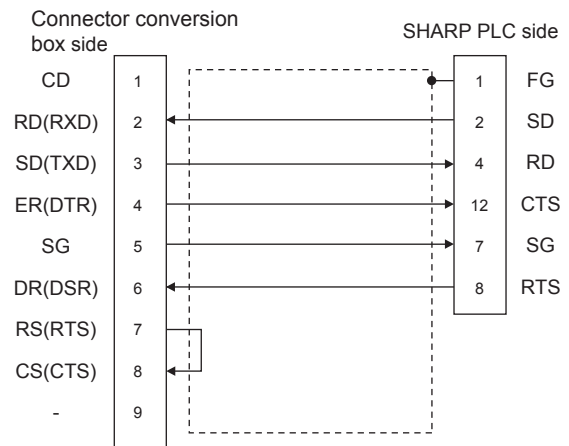 Connector conversion
box side
SHARP PLC side
CD 1 1 FG
RD(RXD) 2 2 SD
SD(TXD) 3 4 RD
ER(DTR) 4 12 CTS
SG 5 7 SG
DR(DSR) 6 8 RTS
RS(RTS) 7
CS(CTS) 8
- 9